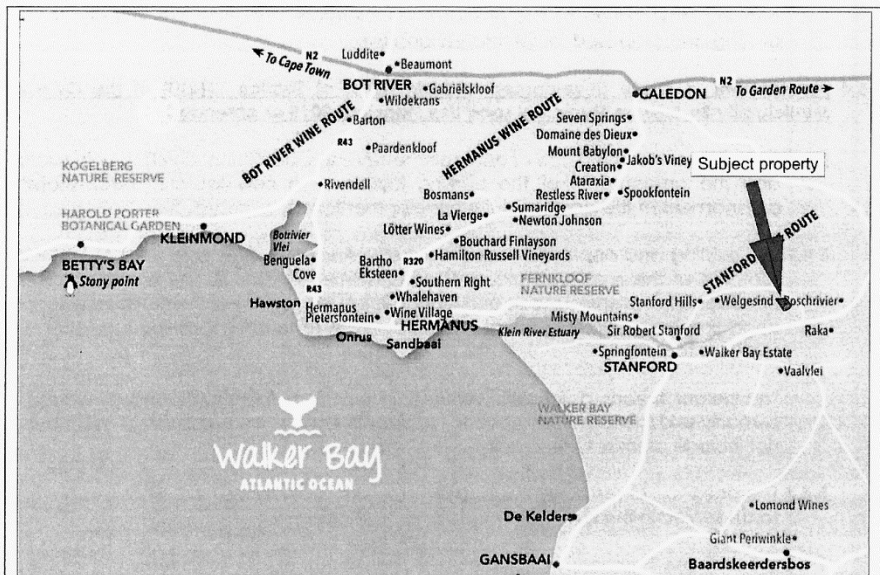 To Cape Town
N2
Luddite
Beaumont
BOT RIVER
N2
To Garden Route
CALEDON
Gabriëlskloof
Wildekrans
BOT RIVER WINE ROUTE
Barton
R43
Paardenkloof
HERMANUS WINE ROUTE
Seven Springs
Domaine des Dieux
Mount Babylon
Creation
Jakob's Viney
Ataraxia
Restless River
Spookfontein
Subject property
KOGELBERG
NATURE RESERVE
Rivendell
Bosman
Sumaridge
La Vierge
Newton Johnson
HAROLD PORTER
BOTANICAL GARDEN
KLEINMOND
Botrivier
Vlei
Lötter Wines
Bouchard Finlayson
BETTY'S BAY
Stony point
Benguela
Cove
Bartho
Eksteen
R320
Hamilton Russell Vineyards
STANFORD
ROUTE
R43
Southern Right
FERNKLOOF
NATURE RESERVE
Hawston
Whalehaven
Hermanus
Pietersfontein
Wine Village
HERMANUS
Onrus
Sandbaai
Klein River Estuary
Stanford Hills
Welgesind
Boschrivier
Misty Mountains
Sir Robert Stanford
Raka
Springfontein
STANFORD
Walker Bay Estate
Vaalvlei
WALKER BAY
NATURE RESERVE
Walker Bay
ATLANTIC OCEAN
De Kelders
Lomond Wines
Giant Periwinkle
GANSBAAI
Baardskeerdersbos